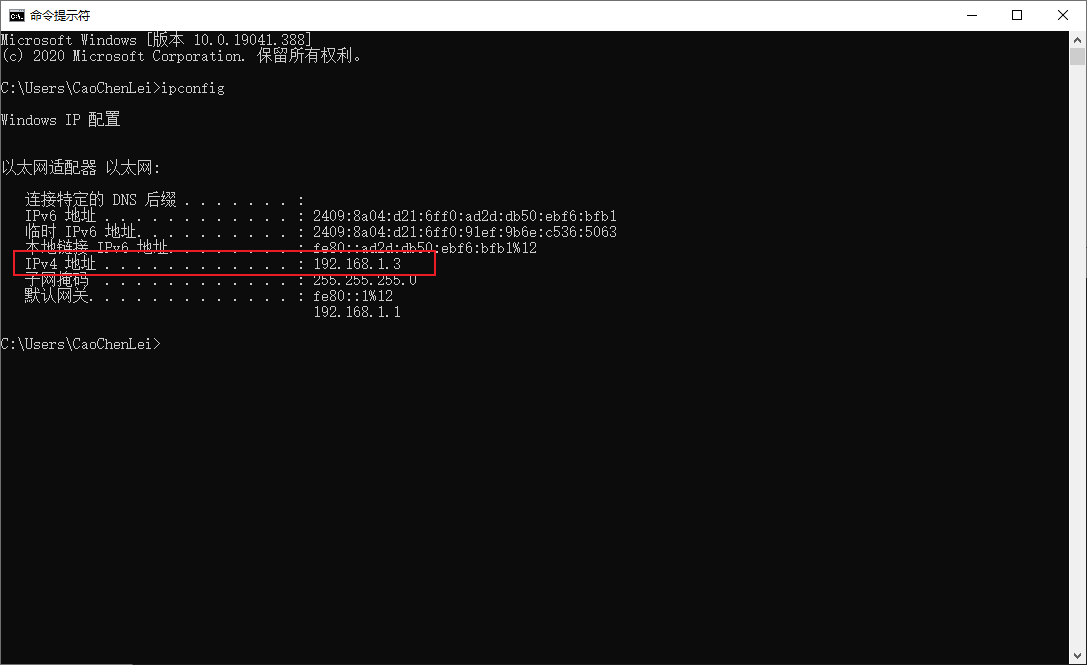 命令提示符
Microsoft Windows [版本 10.0.19041.388]
(c) 2020 Microsoft Corporation. 保留所有权利。
C:\Users\CaoChenLei>ipconfig
Windows IP 配置
以太网适配器 以太网:
连接特定的 DNS 后缀 . . . . . . . :
IPv6 地址 . . . . . . . . . . . . : 2409:8a04:d21:6ff0:ad2d:db50:ebf6:bfb1
临时 IPv6 地址. . . . . . . . . . : 2409:8a04:d21:6ff0:91ef:9b6e:c536:5063
本地链接 IPv6 地址. . . . . . . . : fe80::ad2d:db50:ebf6:bfb1%12
IPv4 地址 . . . . . . . . . . . . : 192.168.1.3
子网掩码 . . . . . . . . . . . . : 255.255.255.0
默认网关. . . . . . . . . . . . . : fe80::1%12
192.168.1.1
C:\Users\CaoChenLei>